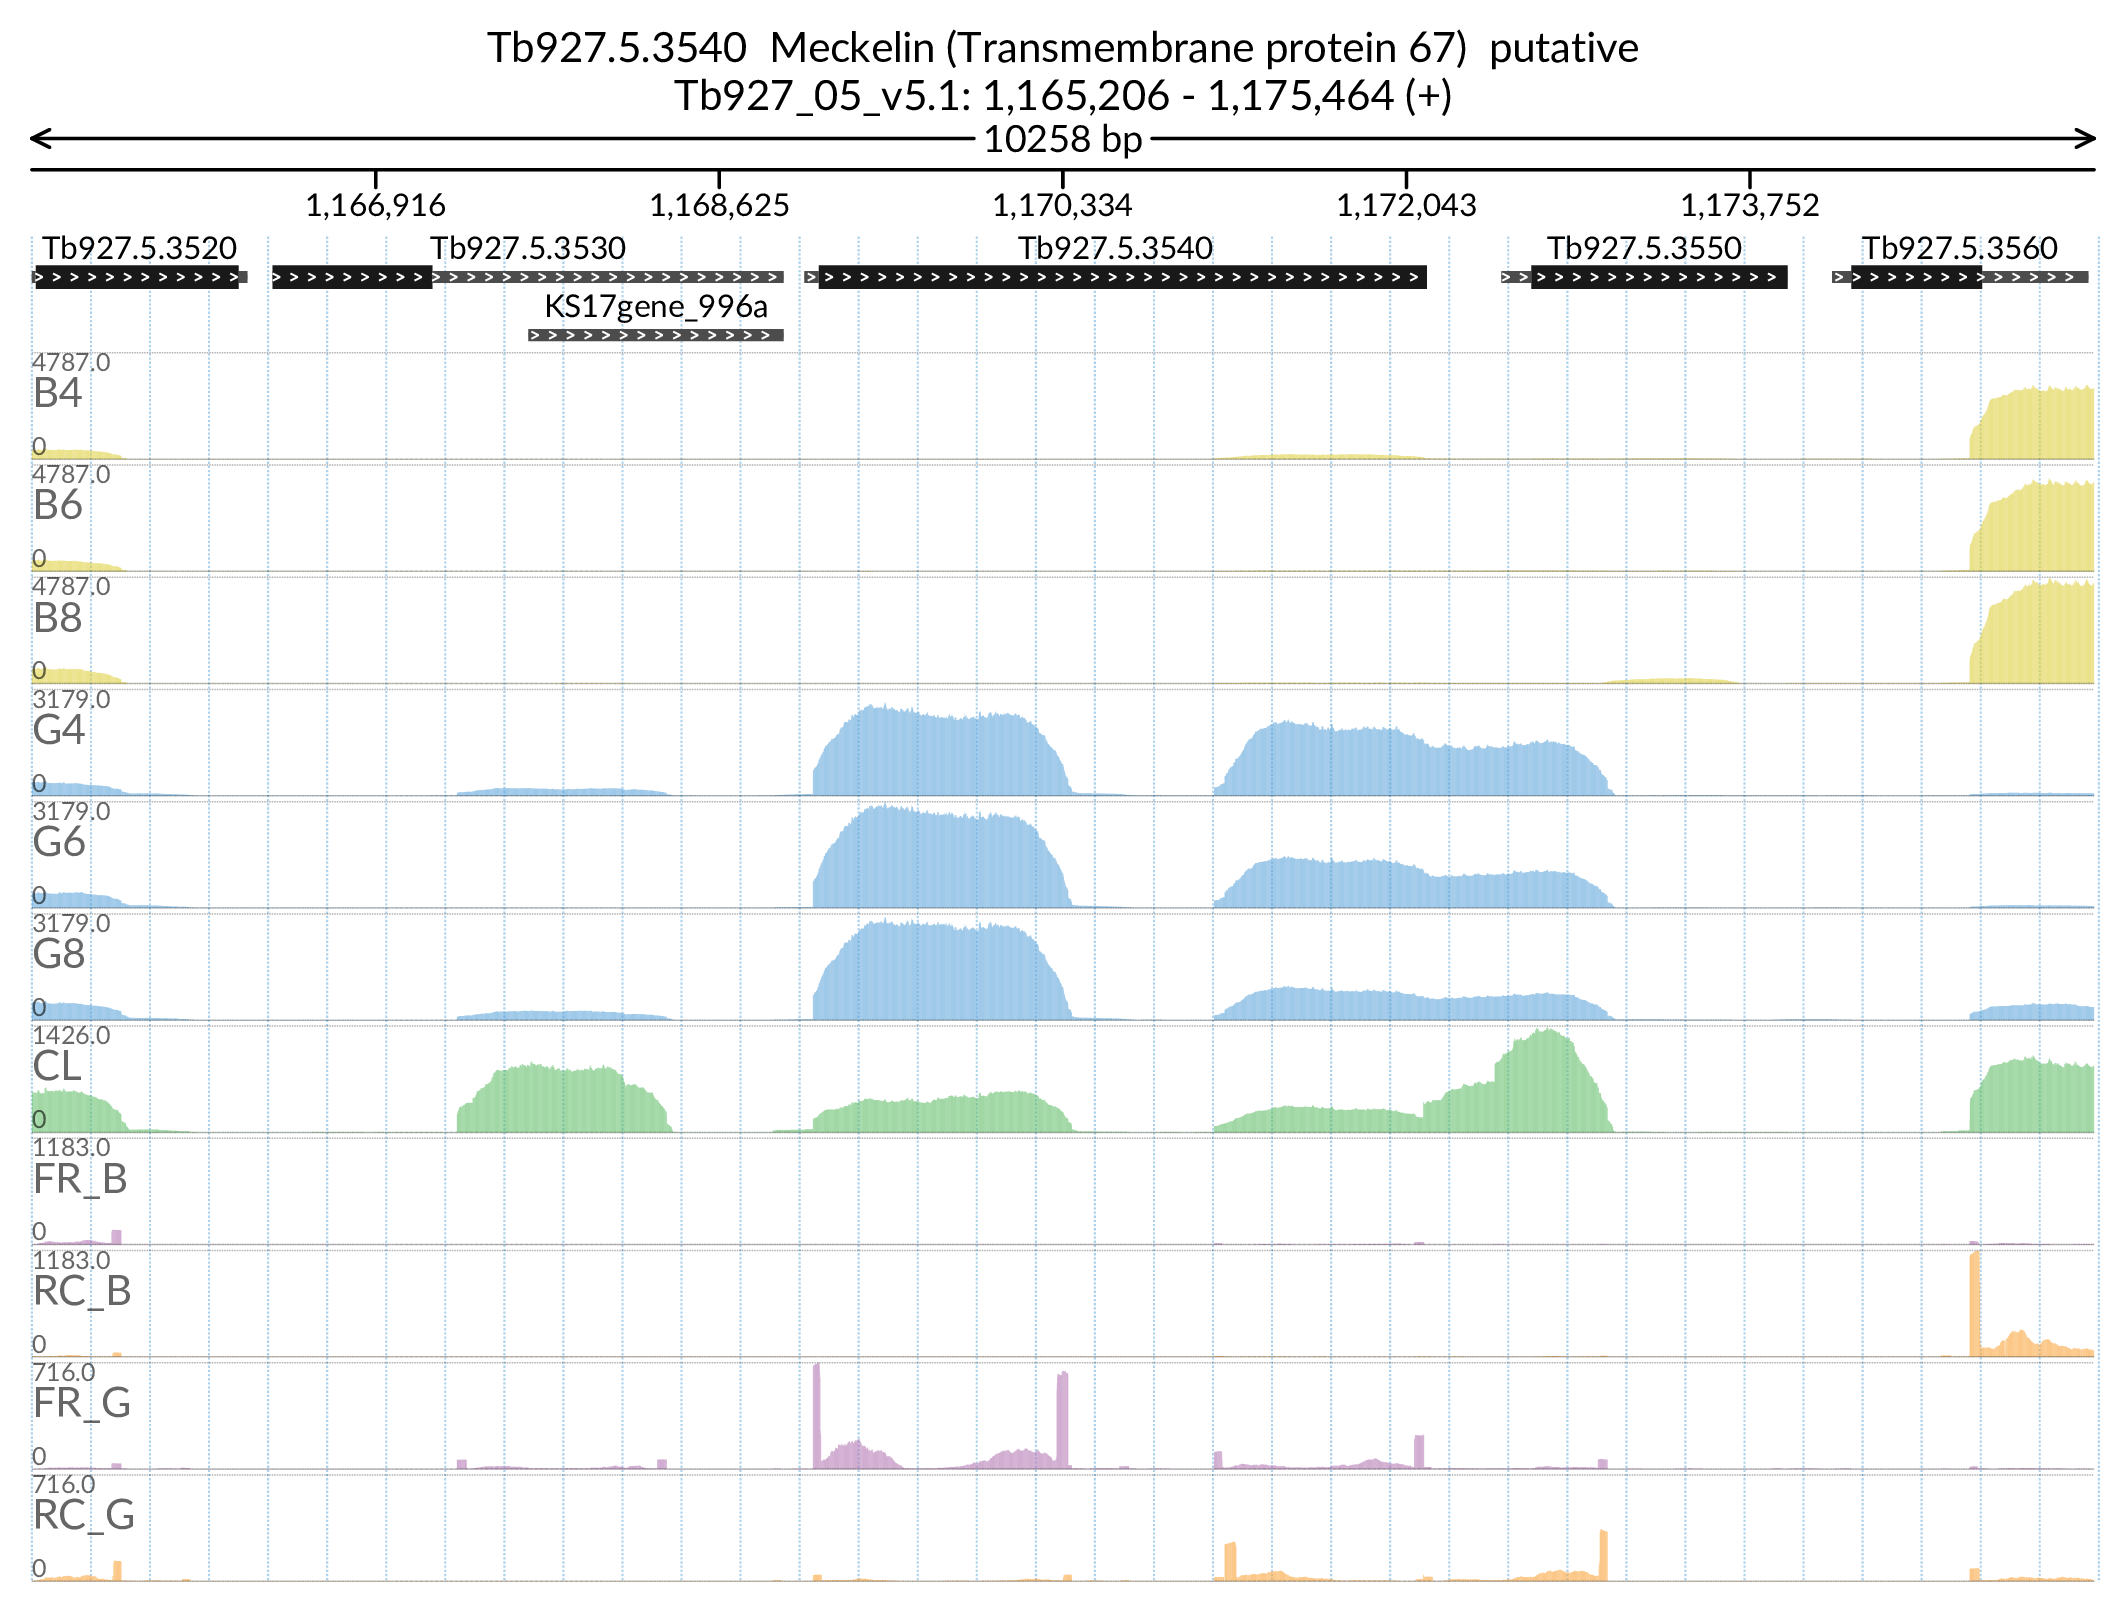 Tb927.5.3540  Meckelin (Transmembrane protein 67)  putative
Tb927_05_v5.1: 1,165,206 - 1,175,464 (+)
10258 bp
1,166,916 1,168,625 1,170,334 1,172,043 1,173,752
Tb927.5.3520 Tb927.5.3530 Tb927.5.3540 Tb927.5.3550 Tb927.5.3560
KS17gene_996a
4787.0
B4
0
4787.0
B6
0
4787.0
B8
0
3179.0
G4
0
3179.0
G6
0
3179.0
G8
0
1426.0
CL
0
1183.0
FR_B
0
1183.0
RC_B
0
716.0
FR_G
0
716.0
RC_G
0